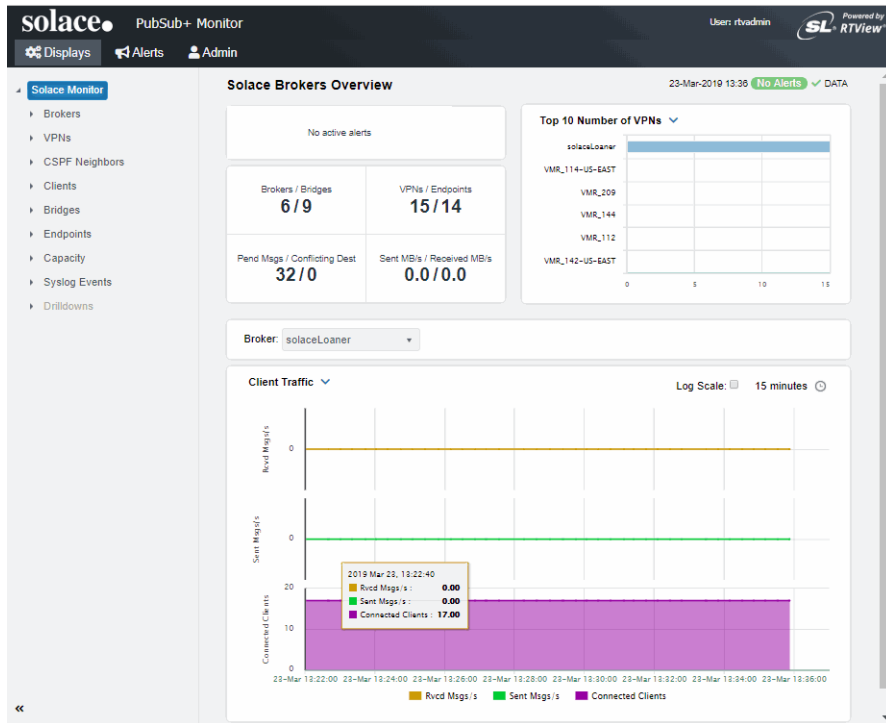 solace. PubSub+ Monitor
User: rtvadmin
SL Powered by RTView
Displays Alerts Admin
Solace Monitor
Brokers
VPNs
CSPF Neighbors
Clients
Bridges
Endpoints
Capacity
Syslog Events
Drilldowns
«
Solace Brokers Overview
23-Mar-2019 13:36 No Alerts DATA
No active alerts
Brokers / Bridges
6/9
VPNs / Endpoints
15/14
Pend Msgs / Conflicting Dest
32/0
Sent MB/s / Received MB/s
0.0/0.0
Top 10 Number of VPNs
solaceLoaner
VMR_114-US-EAST
VMR_209
VMR_144
VMR_112
VMR_142-US-EAST
0 5 10 15
Broker: solaceLoaner
Client Traffic
Log Scale: 15 minutes
Rcvd Msgs/s
0
Sent Msgs/s
0
Connected Clients
20
10
0
2019 Mar 23, 13:22:40
Rvcd Msgs/s : 0.00
Sent Msgs/s : 0.00
Connected Clients : 17.00
23-Mar 13:22:00 23-Mar 13:24:00 23-Mar 13:26:00 23-Mar 13:28:00 23-Mar 13:30:00 23-Mar 13:32:00 23-Mar 13:34:00 23-Mar 13:36:00
Rvcd Msgs/s Sent Msgs/s Connected Clients